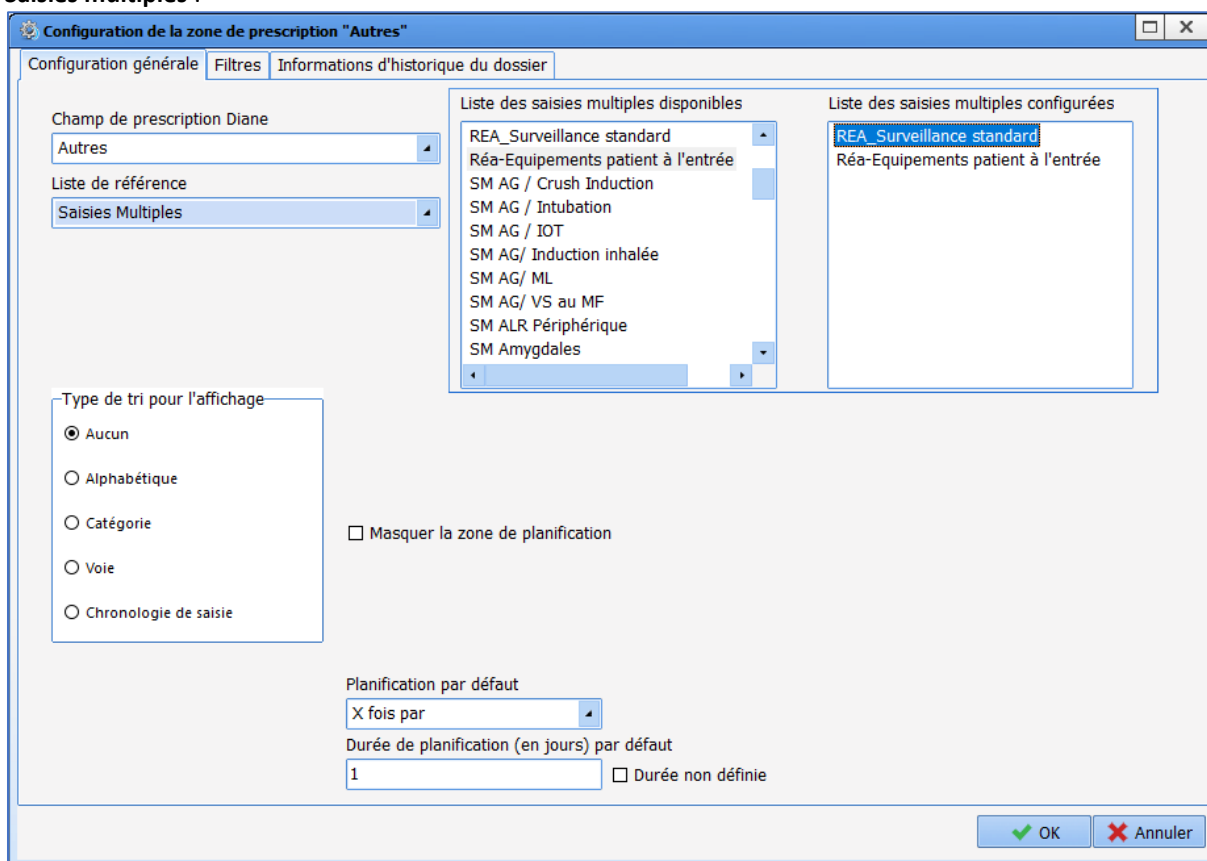 Saisies multiples :
Configuration de la zone de prescription "Autres"
Configuration générale Filtres Informations d'historique du dossier
Champ de prescription Diane
Autres
Liste de référence
Saisies Multiples
Liste des saisies multiples disponibles
REA_Surveillance standard
Réa-Equipements patient à l'entrée
SM AG / Crush Induction
SM AG / Intubation
SM AG / IOT
SM AG/ Induction inhalée
SM AG/ ML
SM AG/ VS au MF
SM ALR Périphérique
SM Amygdales
Liste des saisies multiples configurées
REA_Surveillance standard
Réa-Equipements patient à l'entrée
Type de tri pour l'affichage
Aucun
Alphabétique
Catégorie
Voie
Chronologie de saisie
Masquer la zone de planification
Planification par défaut
X fois par
Durée de planification (en jours) par défaut
1
Durée non définie
OK Annuler